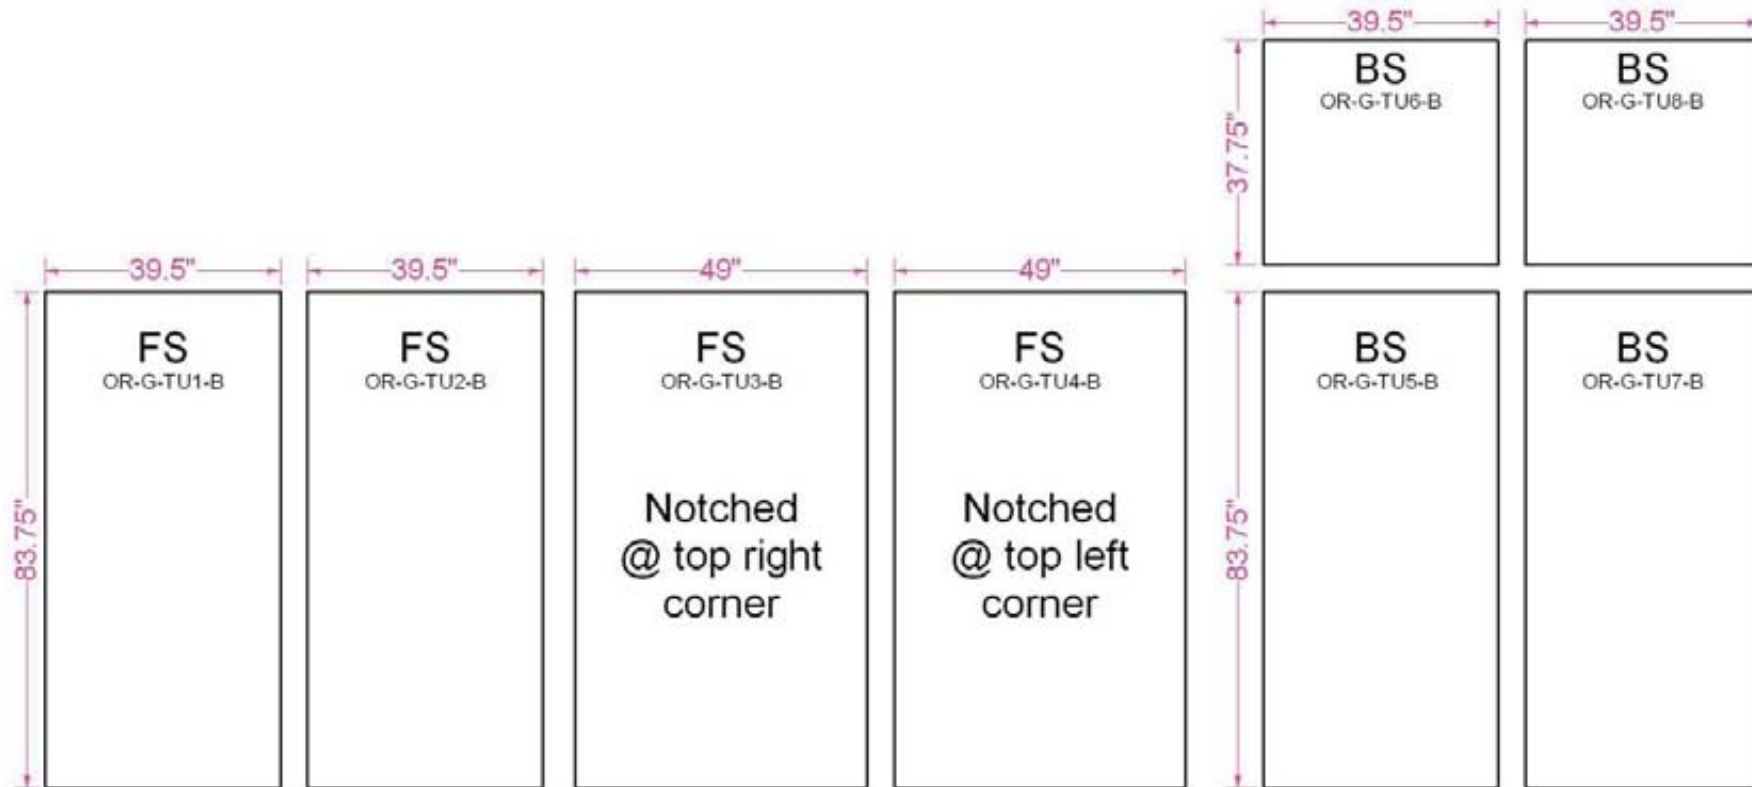 39.5"
39.5"
37.75"
BS
OR-G-TU6-B
BS
OR-G-TU8-B
39.5"
39.5"
49"
49"
83.75"
FS
OR-G-TU1-B
FS
OR-G-TU2-B
FS
OR-G-TU3-B
Notched
@ top right
corner
FS
OR-G-TU4-B
Notched
@ top left
corner
83.75"
BS
OR-G-TU5-B
BS
OR-G-TU7-B